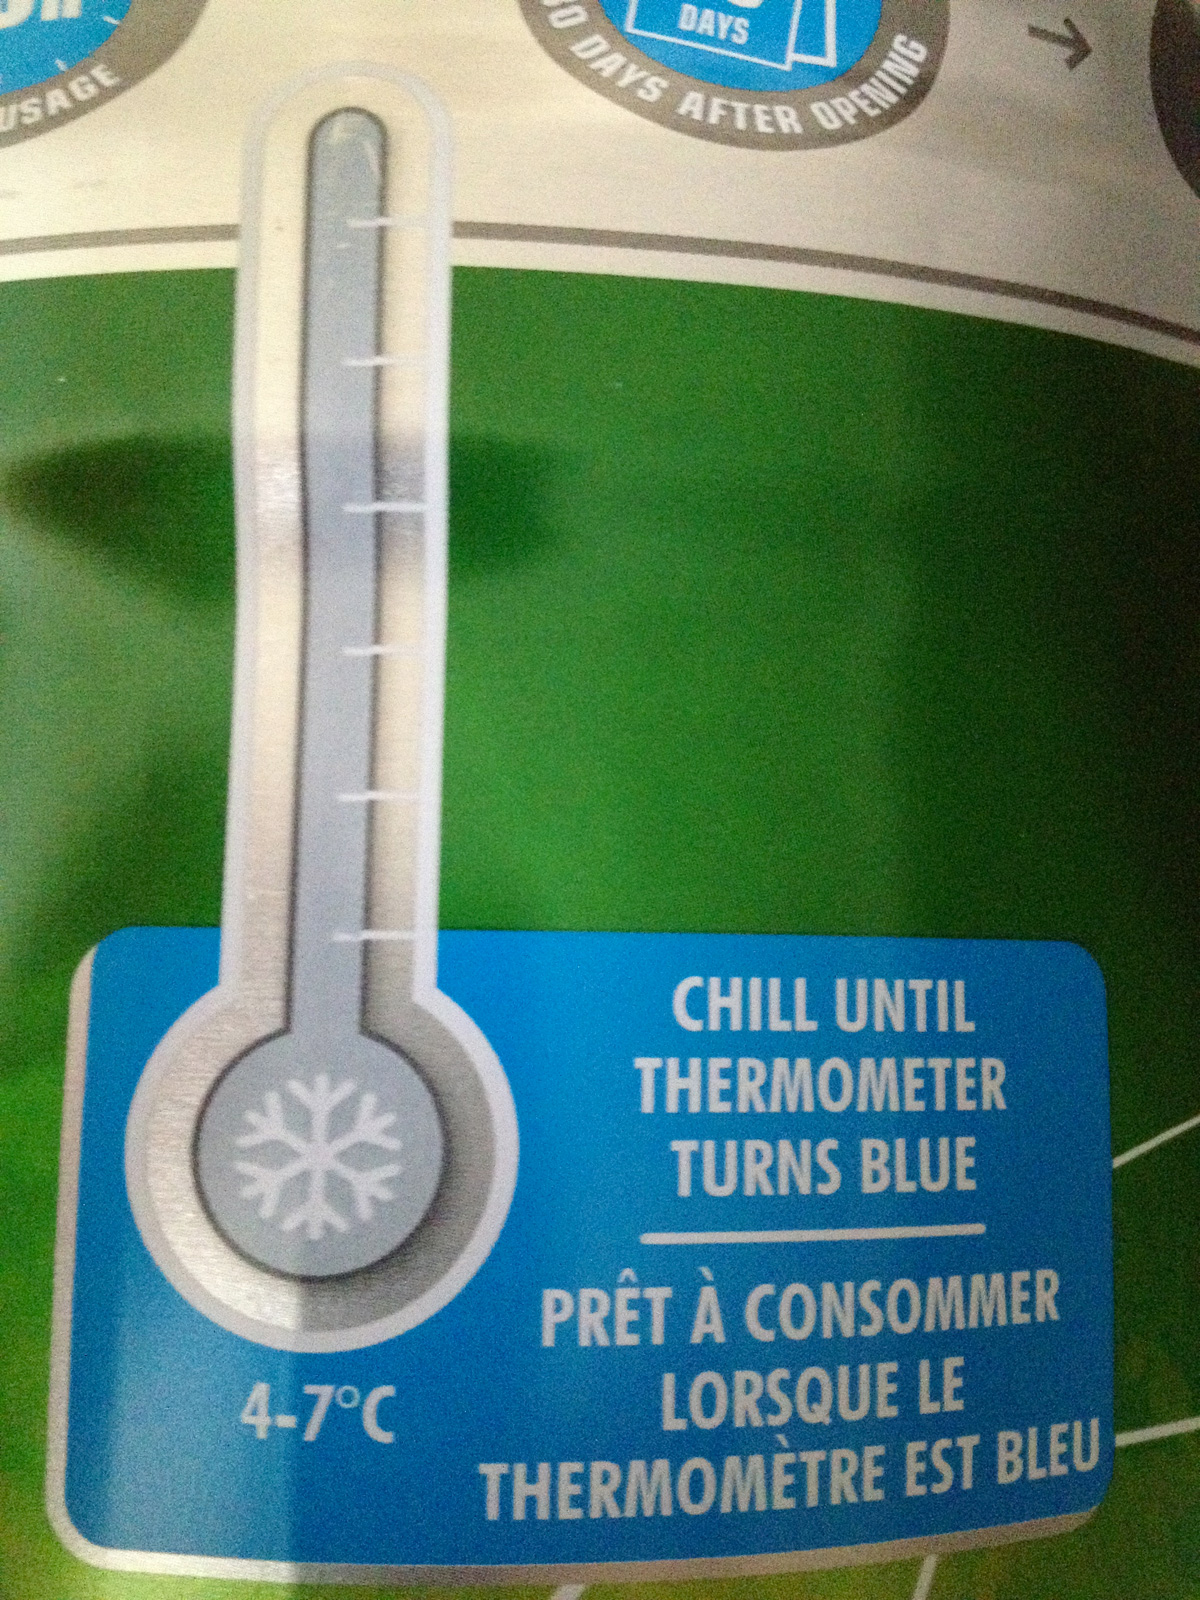 USAGE
DAYS
30 DAYS AFTER OPENING
CHILL UNTIL
THERMOMETER
TURNS BLUE
PRÊT À CONSOMMER
LORSQUE LE
THERMOMÈTRE EST BLEU
4-7°C